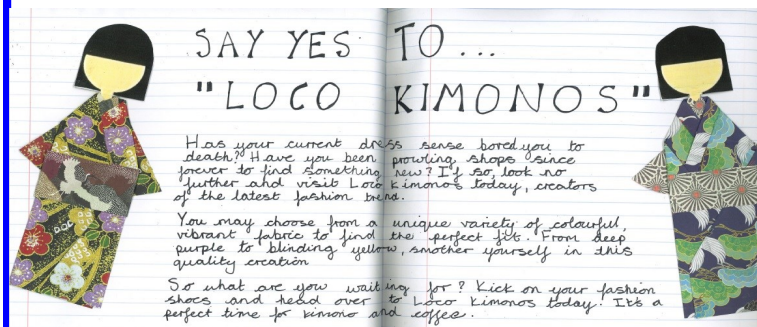 SAY YES TO...
"LOCO KIMONOS"
Has your current dress sense bored you to
death? Have you been prowling shops since
forever to find something new? If so, look no
further and visit Loco Kimonos today, creators
of the latest fashion trend.
You may choose from a unique variety of colourful,
vibrant fabric to find the perfect fit. From deep
purple to blinding yellow, smother yourself in this
quality creation
So what are you waiting for? Kick on your fashion
shoes and head over to Loco Kimonos today! It's a
perfect time for kimono and coffee.